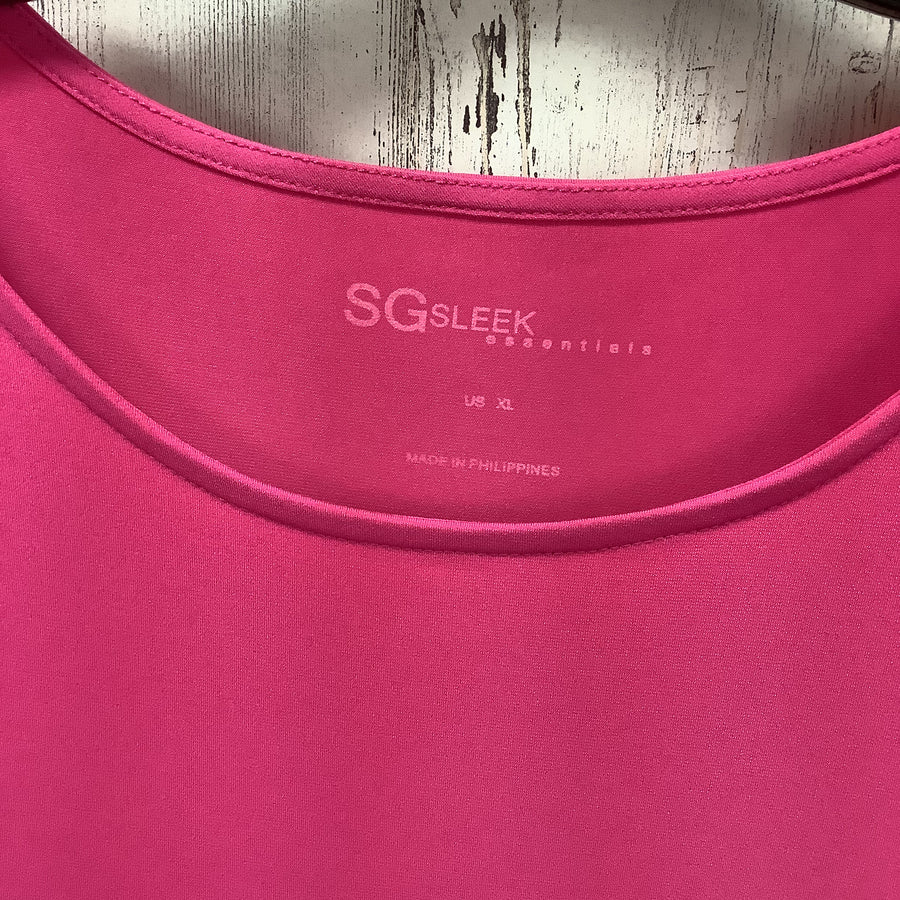 SGSLEEK
essentials
US XL
MADE IN PHILIPPINES